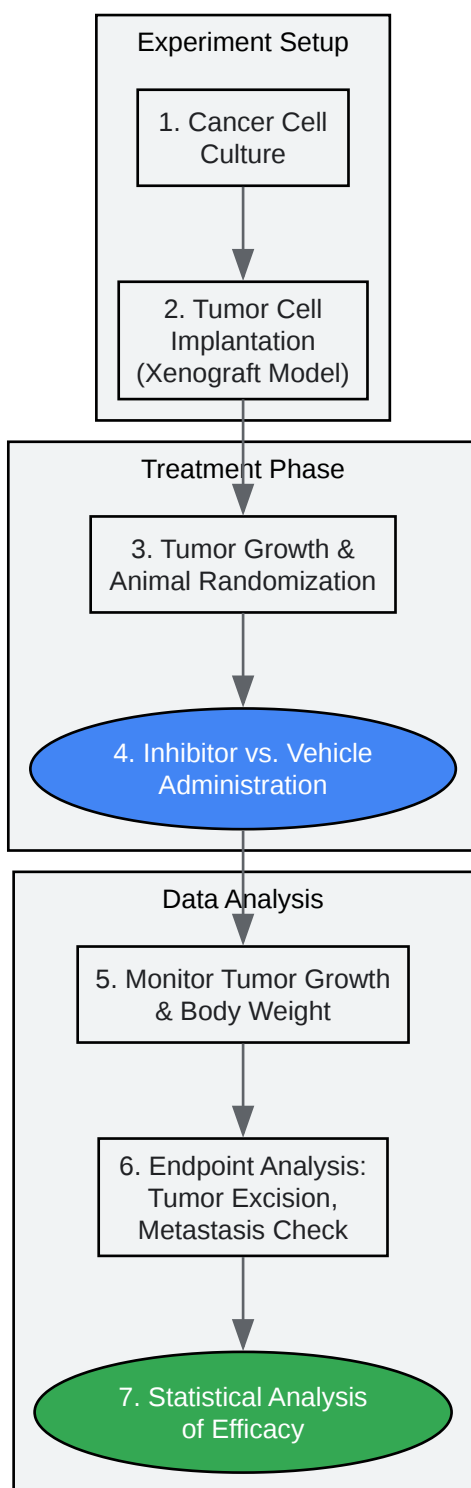 Experiment Setup
1. Cancer Cell
Culture
2. Tumor Cell
Implantation
(Xenograft Model)
Treatment Phase
3. Tumor Growth &
Animal Randomization
4. Inhibitor vs. Vehicle
Administration
Data Analysis
5. Monitor Tumor Growth
& Body Weight
6. Endpoint Analysis:
Tumor Excision,
Metastasis Check
7. Statistical Analysis
of Efficacy